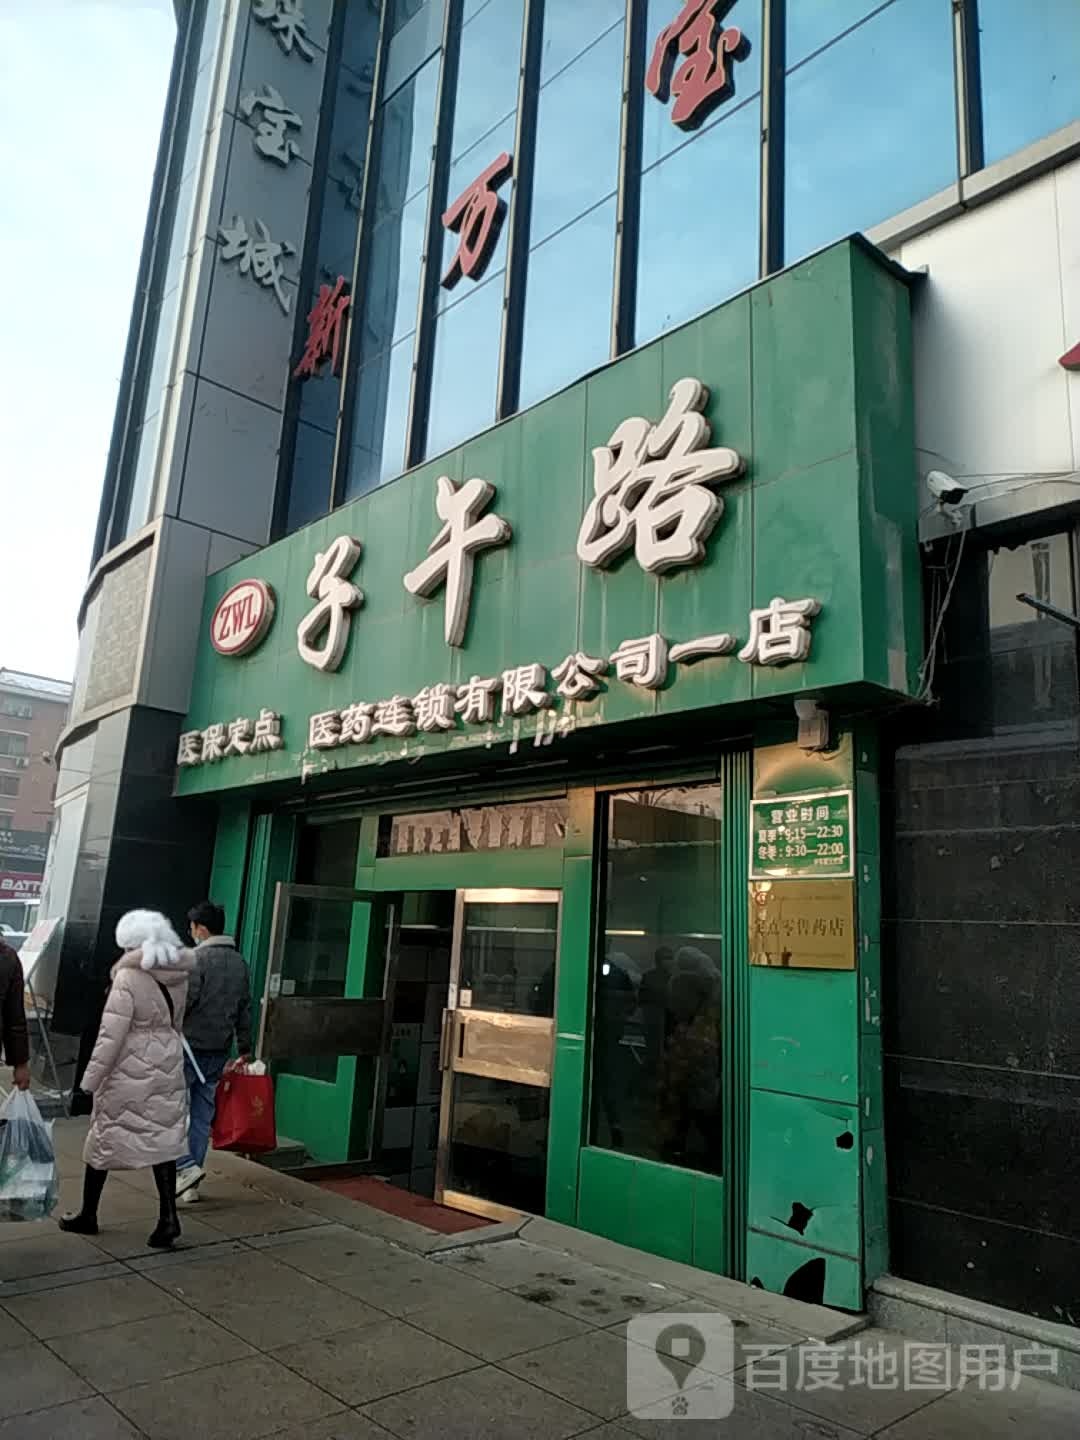 珠宝城
新万宝
ZWL
子午路
医保定点 医药连锁有限公司一店
营业时间
夏季：9:15—22:30
冬季：9:30—22:00
定点零售药店
BATT
百度地图用户